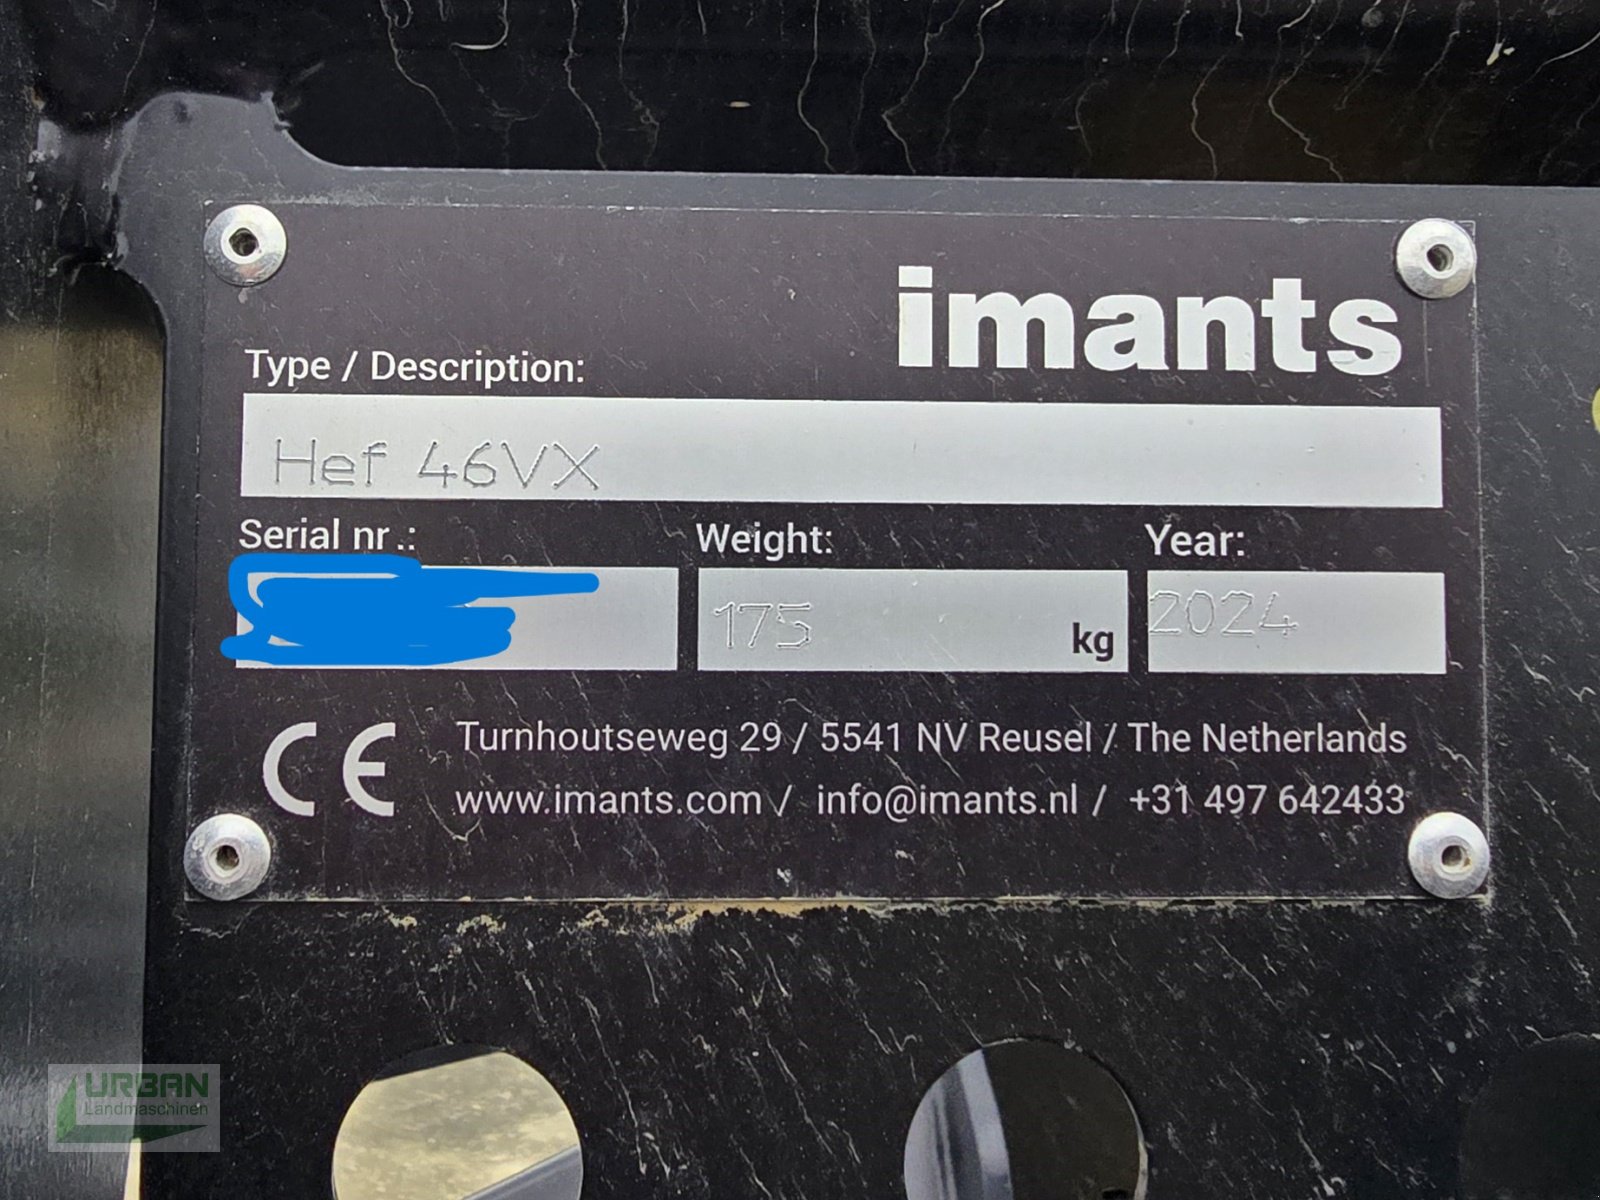 imants
Type / Description:
Hef 46VX
Serial nr.: Weight: Year:
175 kg 2024
CE Turnhoutseweg 29 / 5541 NV Reusel / The Netherlands
www.imants.com / info@imants.nl / +31 497 642433
URBAN
Landmaschinen